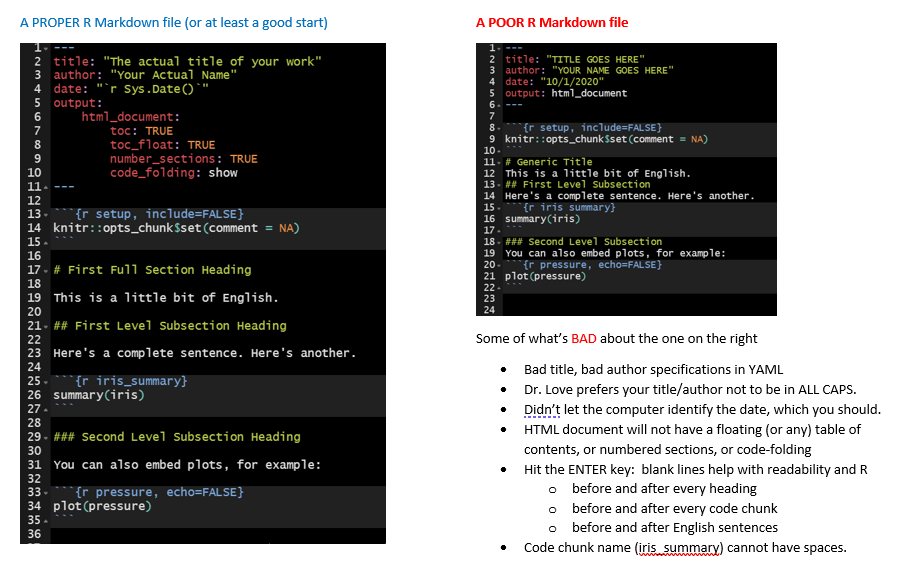 A PROPER R Markdown file (or at least a good start)
1 ---
2 title: "The actual title of your work"
3 author: "Your Actual Name"
4 date: "`r Sys.Date()`"
5 output:
6     html_document:
7         toc: TRUE
8         toc_float: TRUE
9         number_sections: TRUE
10         code_folding: show
11 ---
12
13 ```{r setup, include=FALSE}
14 knitr::opts_chunk$set(comment = NA)
15 ```
16
17 # First Full Section Heading
18
19 This is a little bit of English.
20
21 ## First Level Subsection Heading
22
23 Here's a complete sentence. Here's another.
24
25 ```{r iris_summary}
26 summary(iris)
27 ```
28
29 ### Second Level Subsection Heading
30
31 You can also embed plots, for example:
32
33 ```{r pressure, echo=FALSE}
34 plot(pressure)
35 ```
36
A POOR R Markdown file
1 ---
2 title: "TITLE GOES HERE"
3 author: "YOUR NAME GOES HERE"
4 date: "10/1/2020"
5 output: html_document
6 ---
7
8 ```{r setup, include=FALSE}
9 knitr::opts_chunk$set(comment = NA)
10 ```
11 # Generic Title
12 This is a little bit of English.
13 ## First Level Subsection
14 Here's a complete sentence. Here's another.
15 ```{r iris summary}
16 summary(iris)
17 ```
18 ### Second Level Subsection
19 You can also embed plots, for example:
20 ```{r pressure, echo=FALSE}
21 plot(pressure)
22 ```
23
24
Some of what's BAD about the one on the right
• Bad title, bad author specifications in YAML
• Dr. Love prefers your title/author not to be in ALL CAPS.
• Didn't let the computer identify the date, which you should.
• HTML document will not have a floating (or any) table of
contents, or numbered sections, or code-folding
• Hit the ENTER key: blank lines help with readability and R
o before and after every heading
o before and after every code chunk
o before and after English sentences
• Code chunk name (iris_summary) cannot have spaces.